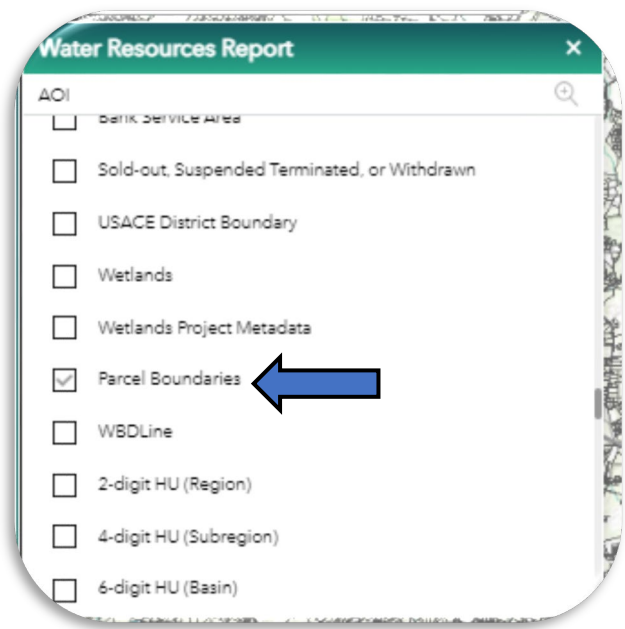 Water Resources Report
AOI
Bank Service Area
Sold-out, Suspended Terminated, or Withdrawn
USACE District Boundary
Wetlands
Wetlands Project Metadata
Parcel Boundaries
WBDLine
2-digit HU (Region)
4-digit HU (Subregion)
6-digit HU (Basin)